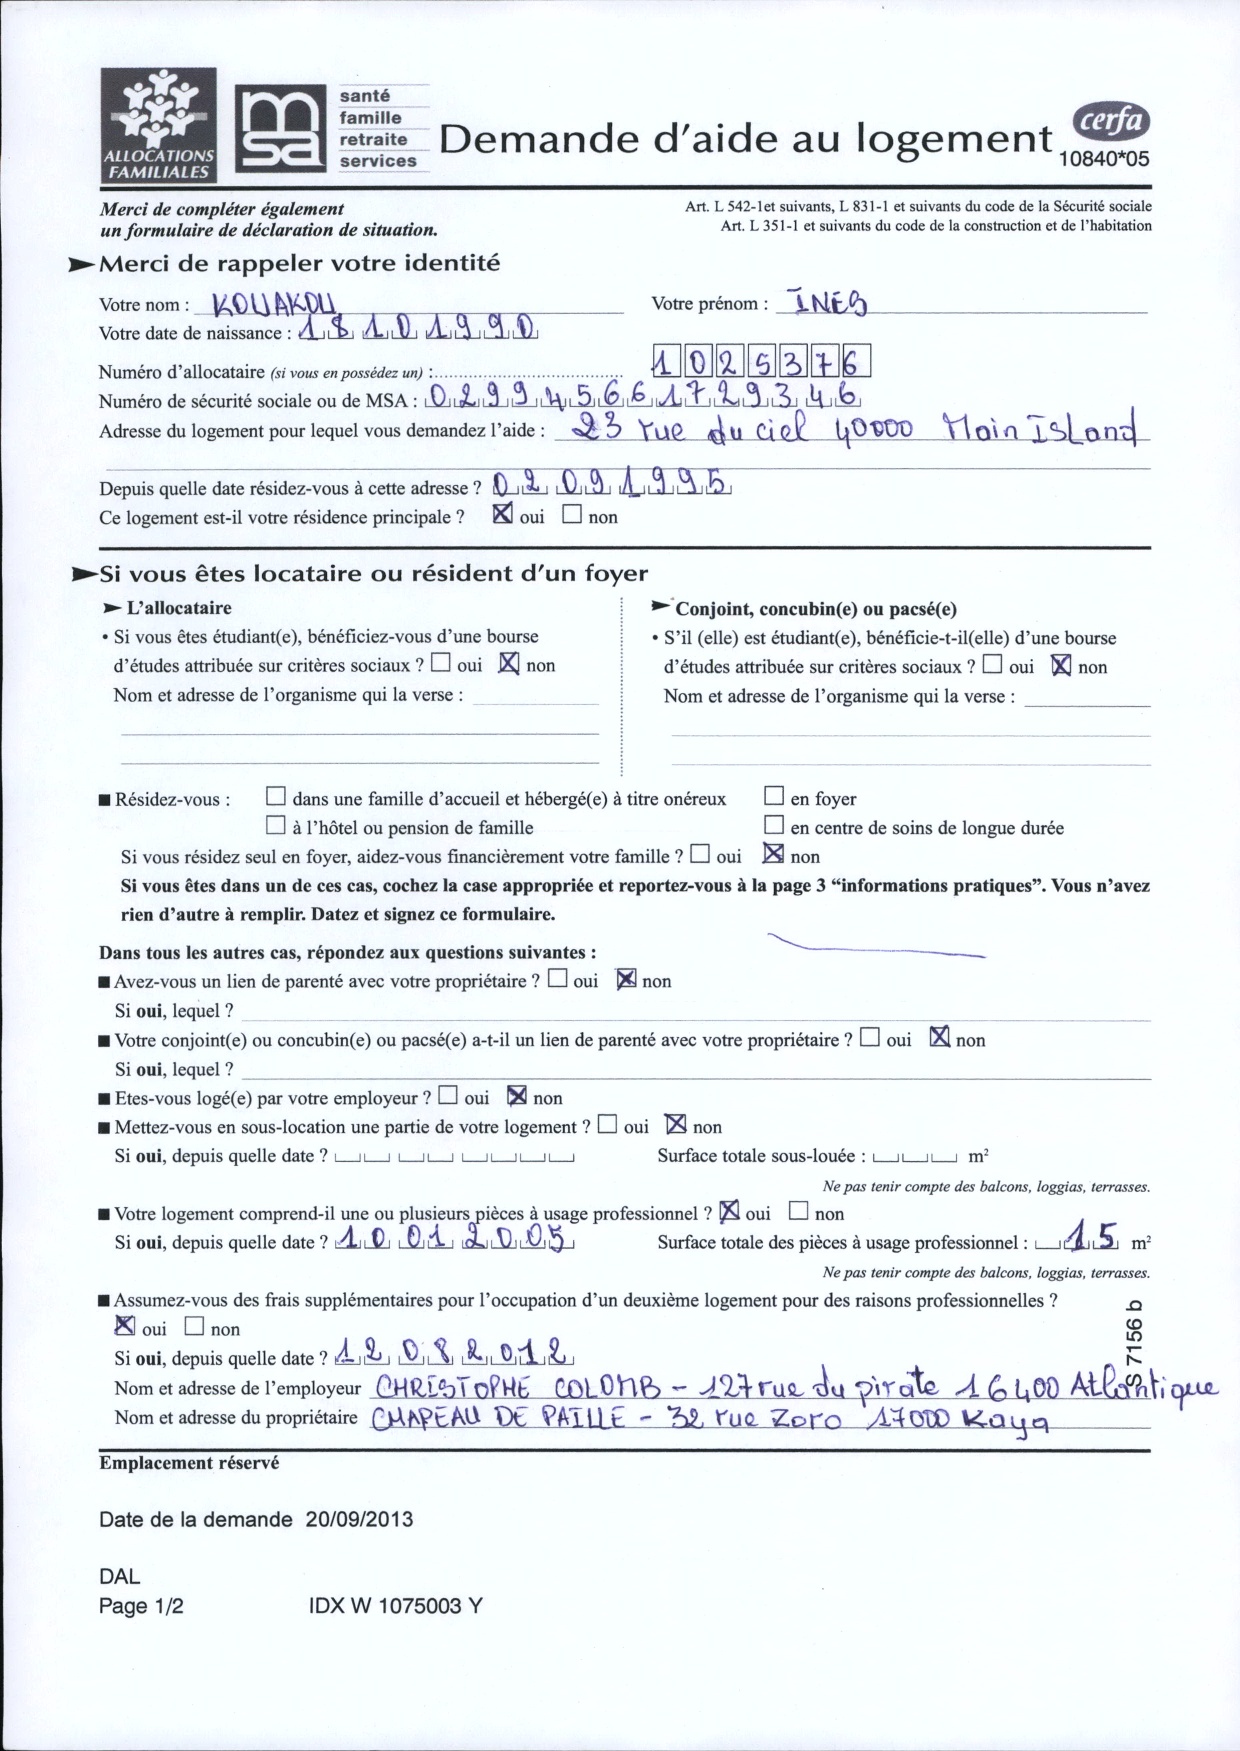 ALLOCATIONS
FAMILIALES
msa
santé
famille
retraite
services
Demande d'aide au logement
cerfa
10840*05
Merci de compléter également
un formulaire de déclaration de situation.
Art. L 542-1et suivants, L 831-1 et suivants du code de la Sécurité sociale
Art. L 351-1 et suivants du code de la construction et de l'habitation
Merci de rappeler votre identité
Votre nom : KOUAKOU Votre prénom : INES
Votre date de naissance : 18 10 1990
Numéro d'allocataire (si vous en possédez un) : 1025376
Numéro de sécurité sociale ou de MSA : 029945661729346
Adresse du logement pour lequel vous demandez l'aide : 23 rue du ciel 40000 Main Island
Depuis quelle date résidez-vous à cette adresse ? 02 09 1995
Ce logement est-il votre résidence principale ? ☒ oui ☐ non
Si vous êtes locataire ou résident d'un foyer
L'allocataire
• Si vous êtes étudiant(e), bénéficiez-vous d'une bourse
d'études attribuée sur critères sociaux ? ☐ oui ☒ non
Nom et adresse de l'organisme qui la verse :
Conjoint, concubin(e) ou pacsé(e)
• S'il (elle) est étudiant(e), bénéficie-t-il(elle) d'une bourse
d'études attribuée sur critères sociaux ? ☐ oui ☒ non
Nom et adresse de l'organisme qui la verse :
■ Résidez-vous : ☐ dans une famille d'accueil et hébergé(e) à titre onéreux ☐ en foyer
☐ à l'hôtel ou pension de famille ☐ en centre de soins de longue durée
Si vous résidez seul en foyer, aidez-vous financièrement votre famille ? ☐ oui ☒ non
Si vous êtes dans un de ces cas, cochez la case appropriée et reportez-vous à la page 3 “informations pratiques”. Vous n'avez
rien d'autre à remplir. Datez et signez ce formulaire.
Dans tous les autres cas, répondez aux questions suivantes :
■ Avez-vous un lien de parenté avec votre propriétaire ? ☐ oui ☒ non
Si oui, lequel ?
■ Votre conjoint(e) ou concubin(e) ou pacsé(e) a-t-il un lien de parenté avec votre propriétaire ? ☐ oui ☒ non
Si oui, lequel ?
■ Etes-vous logé(e) par votre employeur ? ☐ oui ☒ non
■ Mettez-vous en sous-location une partie de votre logement ? ☐ oui ☒ non
Si oui, depuis quelle date ? Surface totale sous-louée : m²
Ne pas tenir compte des balcons, loggias, terrasses.
■ Votre logement comprend-il une ou plusieurs pièces à usage professionnel ? ☒ oui ☐ non
Si oui, depuis quelle date ? 10 01 2005 Surface totale des pièces à usage professionnel : 15 m²
Ne pas tenir compte des balcons, loggias, terrasses.
■ Assumez-vous des frais supplémentaires pour l'occupation d'un deuxième logement pour des raisons professionnelles ?
☒ oui ☐ non
Si oui, depuis quelle date ? 12 08 2012
Nom et adresse de l'employeur CHRISTOPHE COLOMB - 127 rue du pirate 16400 Atlantique
Nom et adresse du propriétaire CHAPEAU DE PAILLE - 32 rue Zoro 17000 Kaya
S 7156 b
Emplacement réservé
Date de la demande 20/09/2013
DAL
Page 1/2 IDX W 1075003 Y